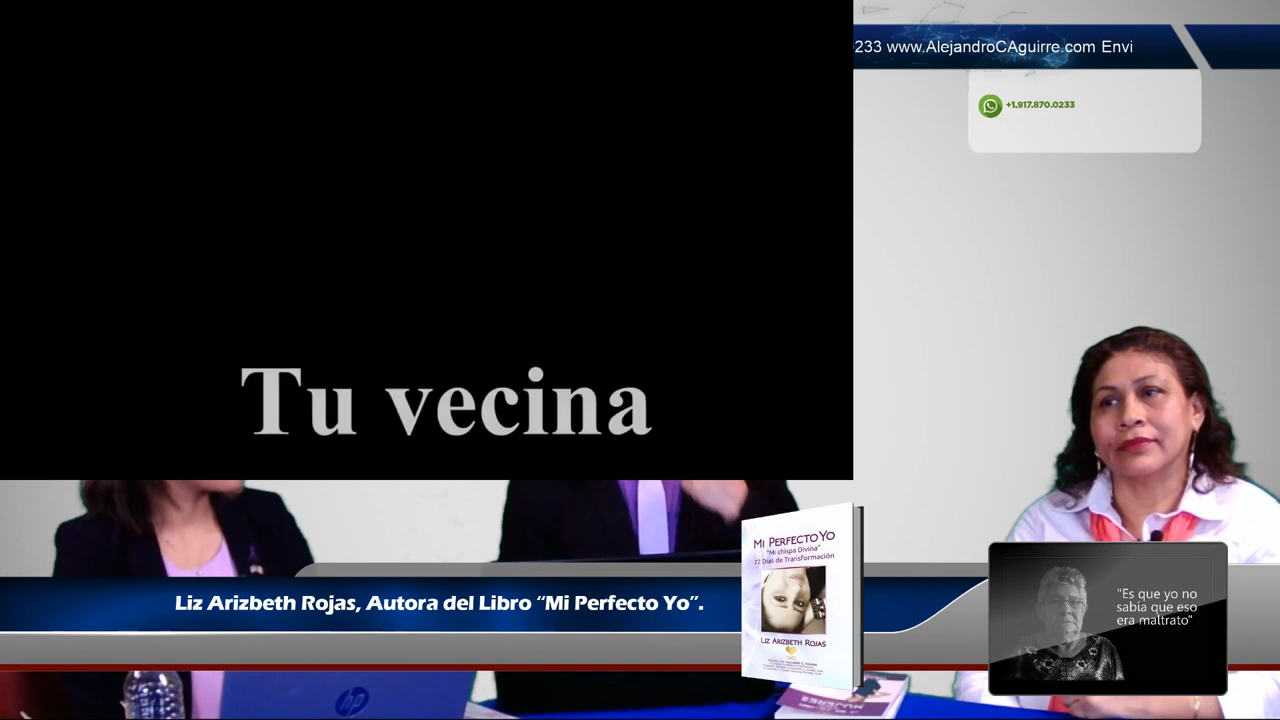 233 www.AlejandroCAguirre.com Envi
+1.917.870.0233
Tu vecina
MI PERFECTO YO
"Mi chispa Divina"
22 Días de Transformación
LIZ ARIZBETH ROJAS
"Es que yo no
sabía que eso
era maltrato"
Liz Arizbeth Rojas, Autora del Libro “Mi Perfecto Yo”.
hp